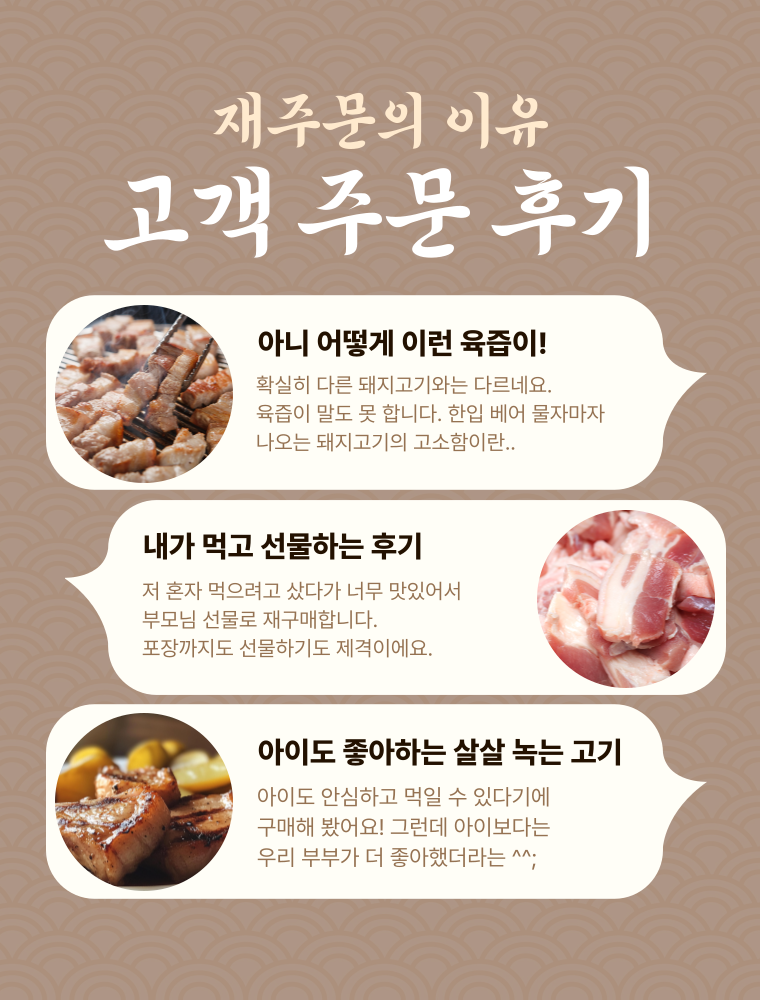 재주문의 이유
고객 주문 후기
아니 어떻게 이런 육즙이!
확실히 다른 돼지고기와는 다르네요.
육즙이 말도 못 합니다. 한입 베어 물자마자
나오는 돼지고기의 고소함이란..
내가 먹고 선물하는 후기
저 혼자 먹으려고 샀다가 너무 맛있어서
부모님 선물로 재구매합니다.
포장까지도 선물하기도 제격이에요.
아이도 좋아하는 살살 녹는 고기
아이도 안심하고 먹일 수 있다기에
구매해 봤어요! 그런데 아이보다는
우리 부부가 더 좋아했더라는 ^^;